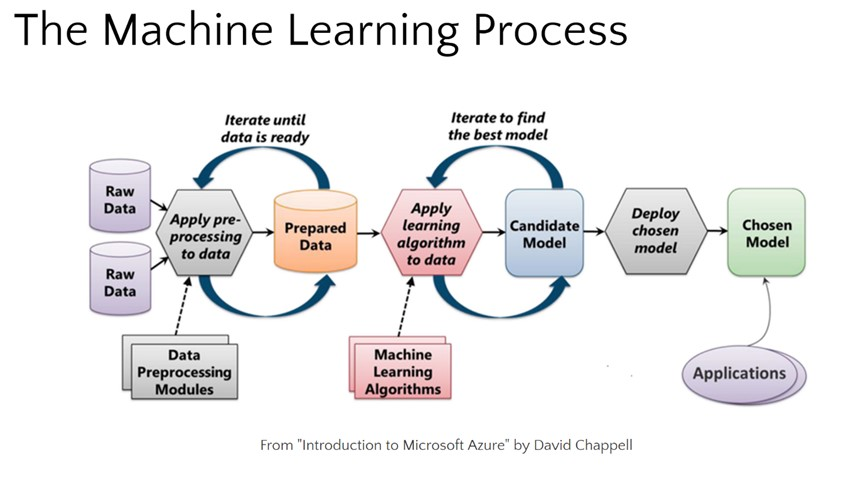 The Machine Learning Process
Iterate until
data is ready
Iterate to find
the best model
Raw
Data
Raw
Data
Apply pre-
processing
to data
Prepared
Data
Apply
learning
algorithm
to data
Candidate
Model
Deploy
chosen
model
Chosen
Model
Data
Preprocessing
Modules
Machine
Learning
Algorithms
Applications
From "Introduction to Microsoft Azure" by David Chappell